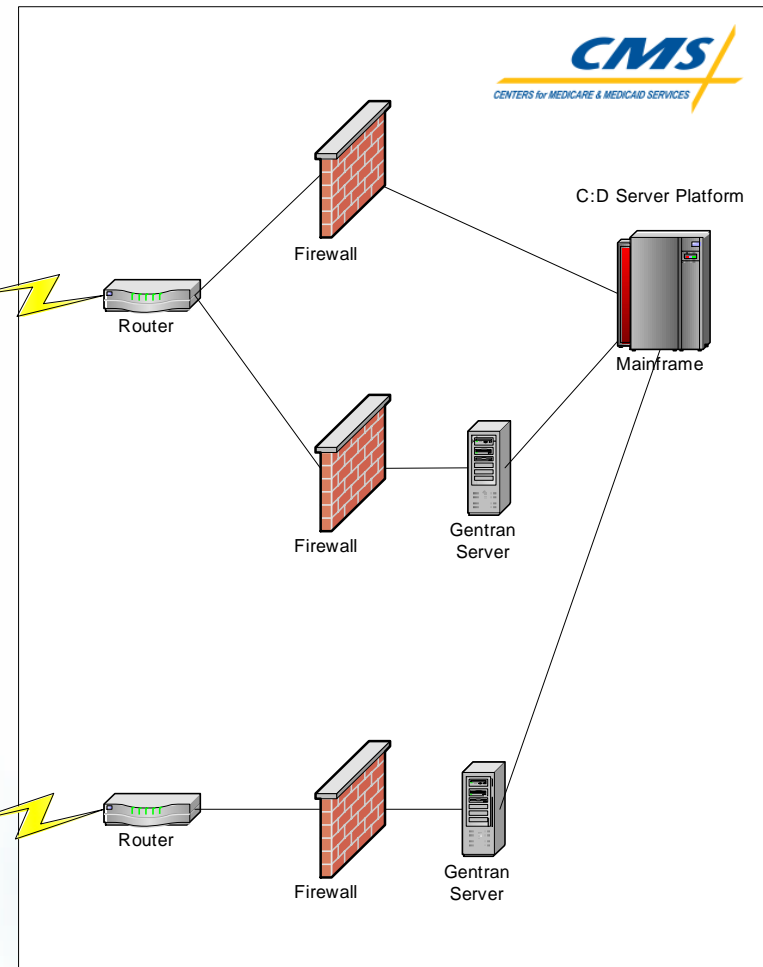 CMS
CENTERS for MEDICARE & MEDICAID SERVICES
C:D Server Platform
Firewall
Router
Mainframe
Firewall
Gentran
Server
Router
Firewall
Gentran
Server